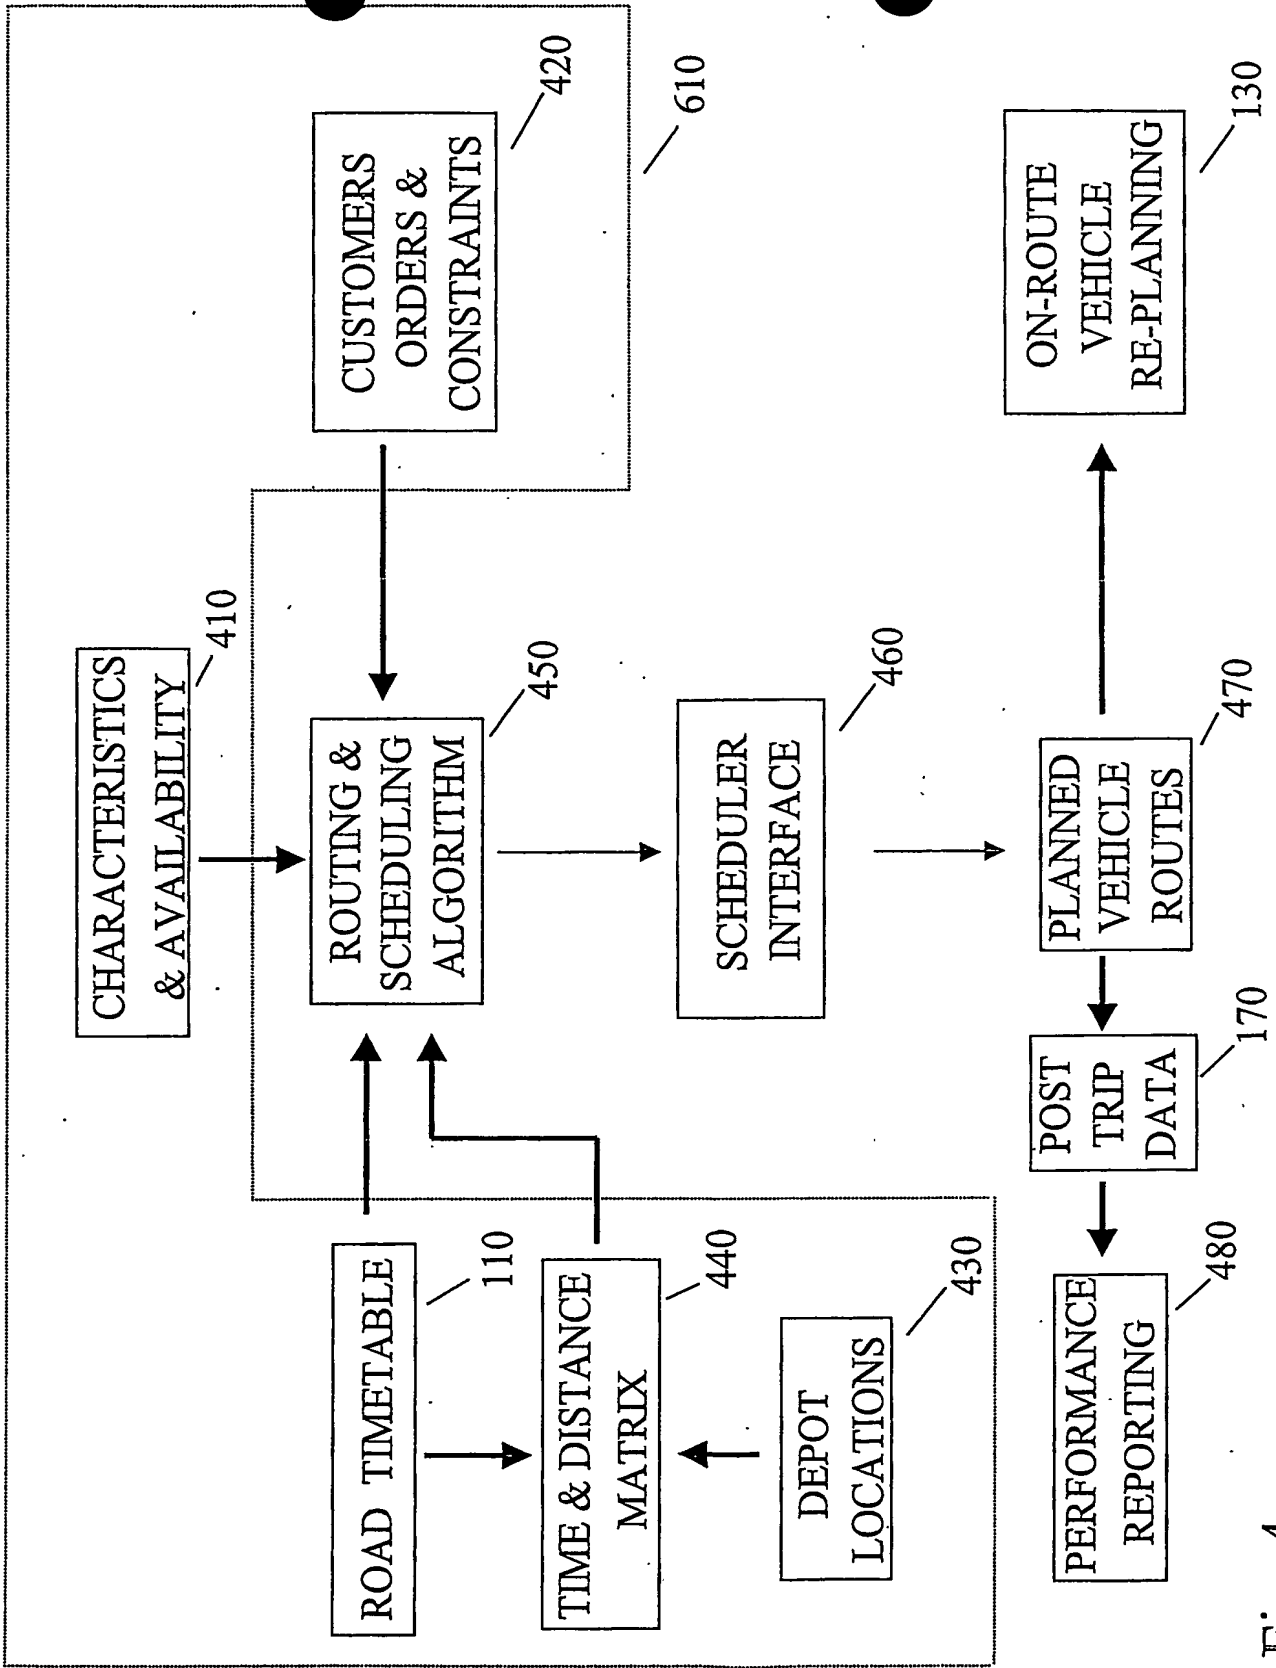 CHARACTERISTICS
& AVAILABILITY
410
ROAD TIMETABLE
110
ROUTING &
SCHEDULING
ALGORITHM
450
CUSTOMERS
ORDERS &
CONSTRAINTS
420
TIME & DISTANCE
MATRIX
440
610
DEPOT
LOCATIONS
430
SCHEDULER
INTERFACE
460
PERFORMANCE
REPORTING
480
POST
TRIP
DATA
170
PLANNED
VEHICLE
ROUTES
470
ON-ROUTE
VEHICLE
RE-PLANNING
130